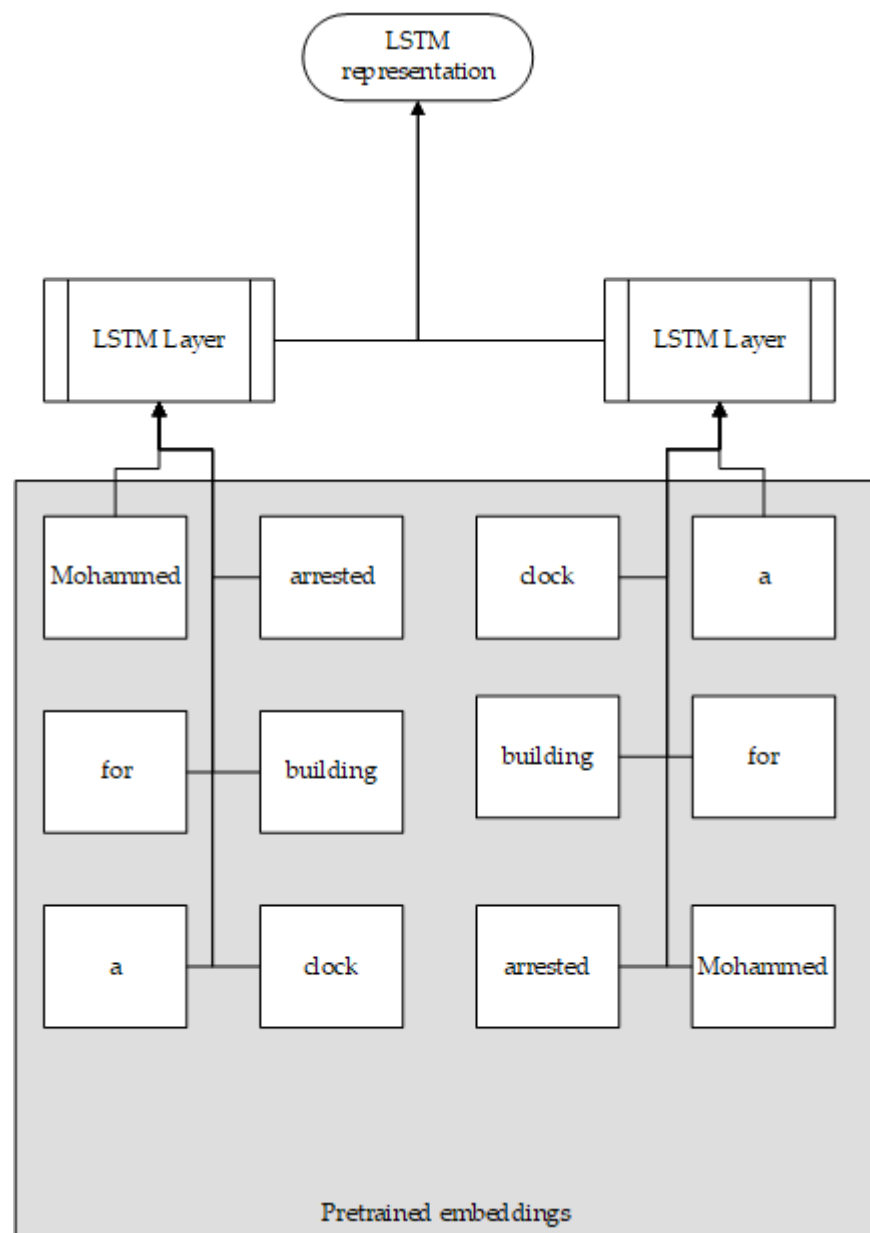 LSTM
representation
LSTM Layer
LSTM Layer
Mohammed
arrested
clock
a
for
building
building
for
a
clock
arrested
Mohammed
Pretrained embeddings